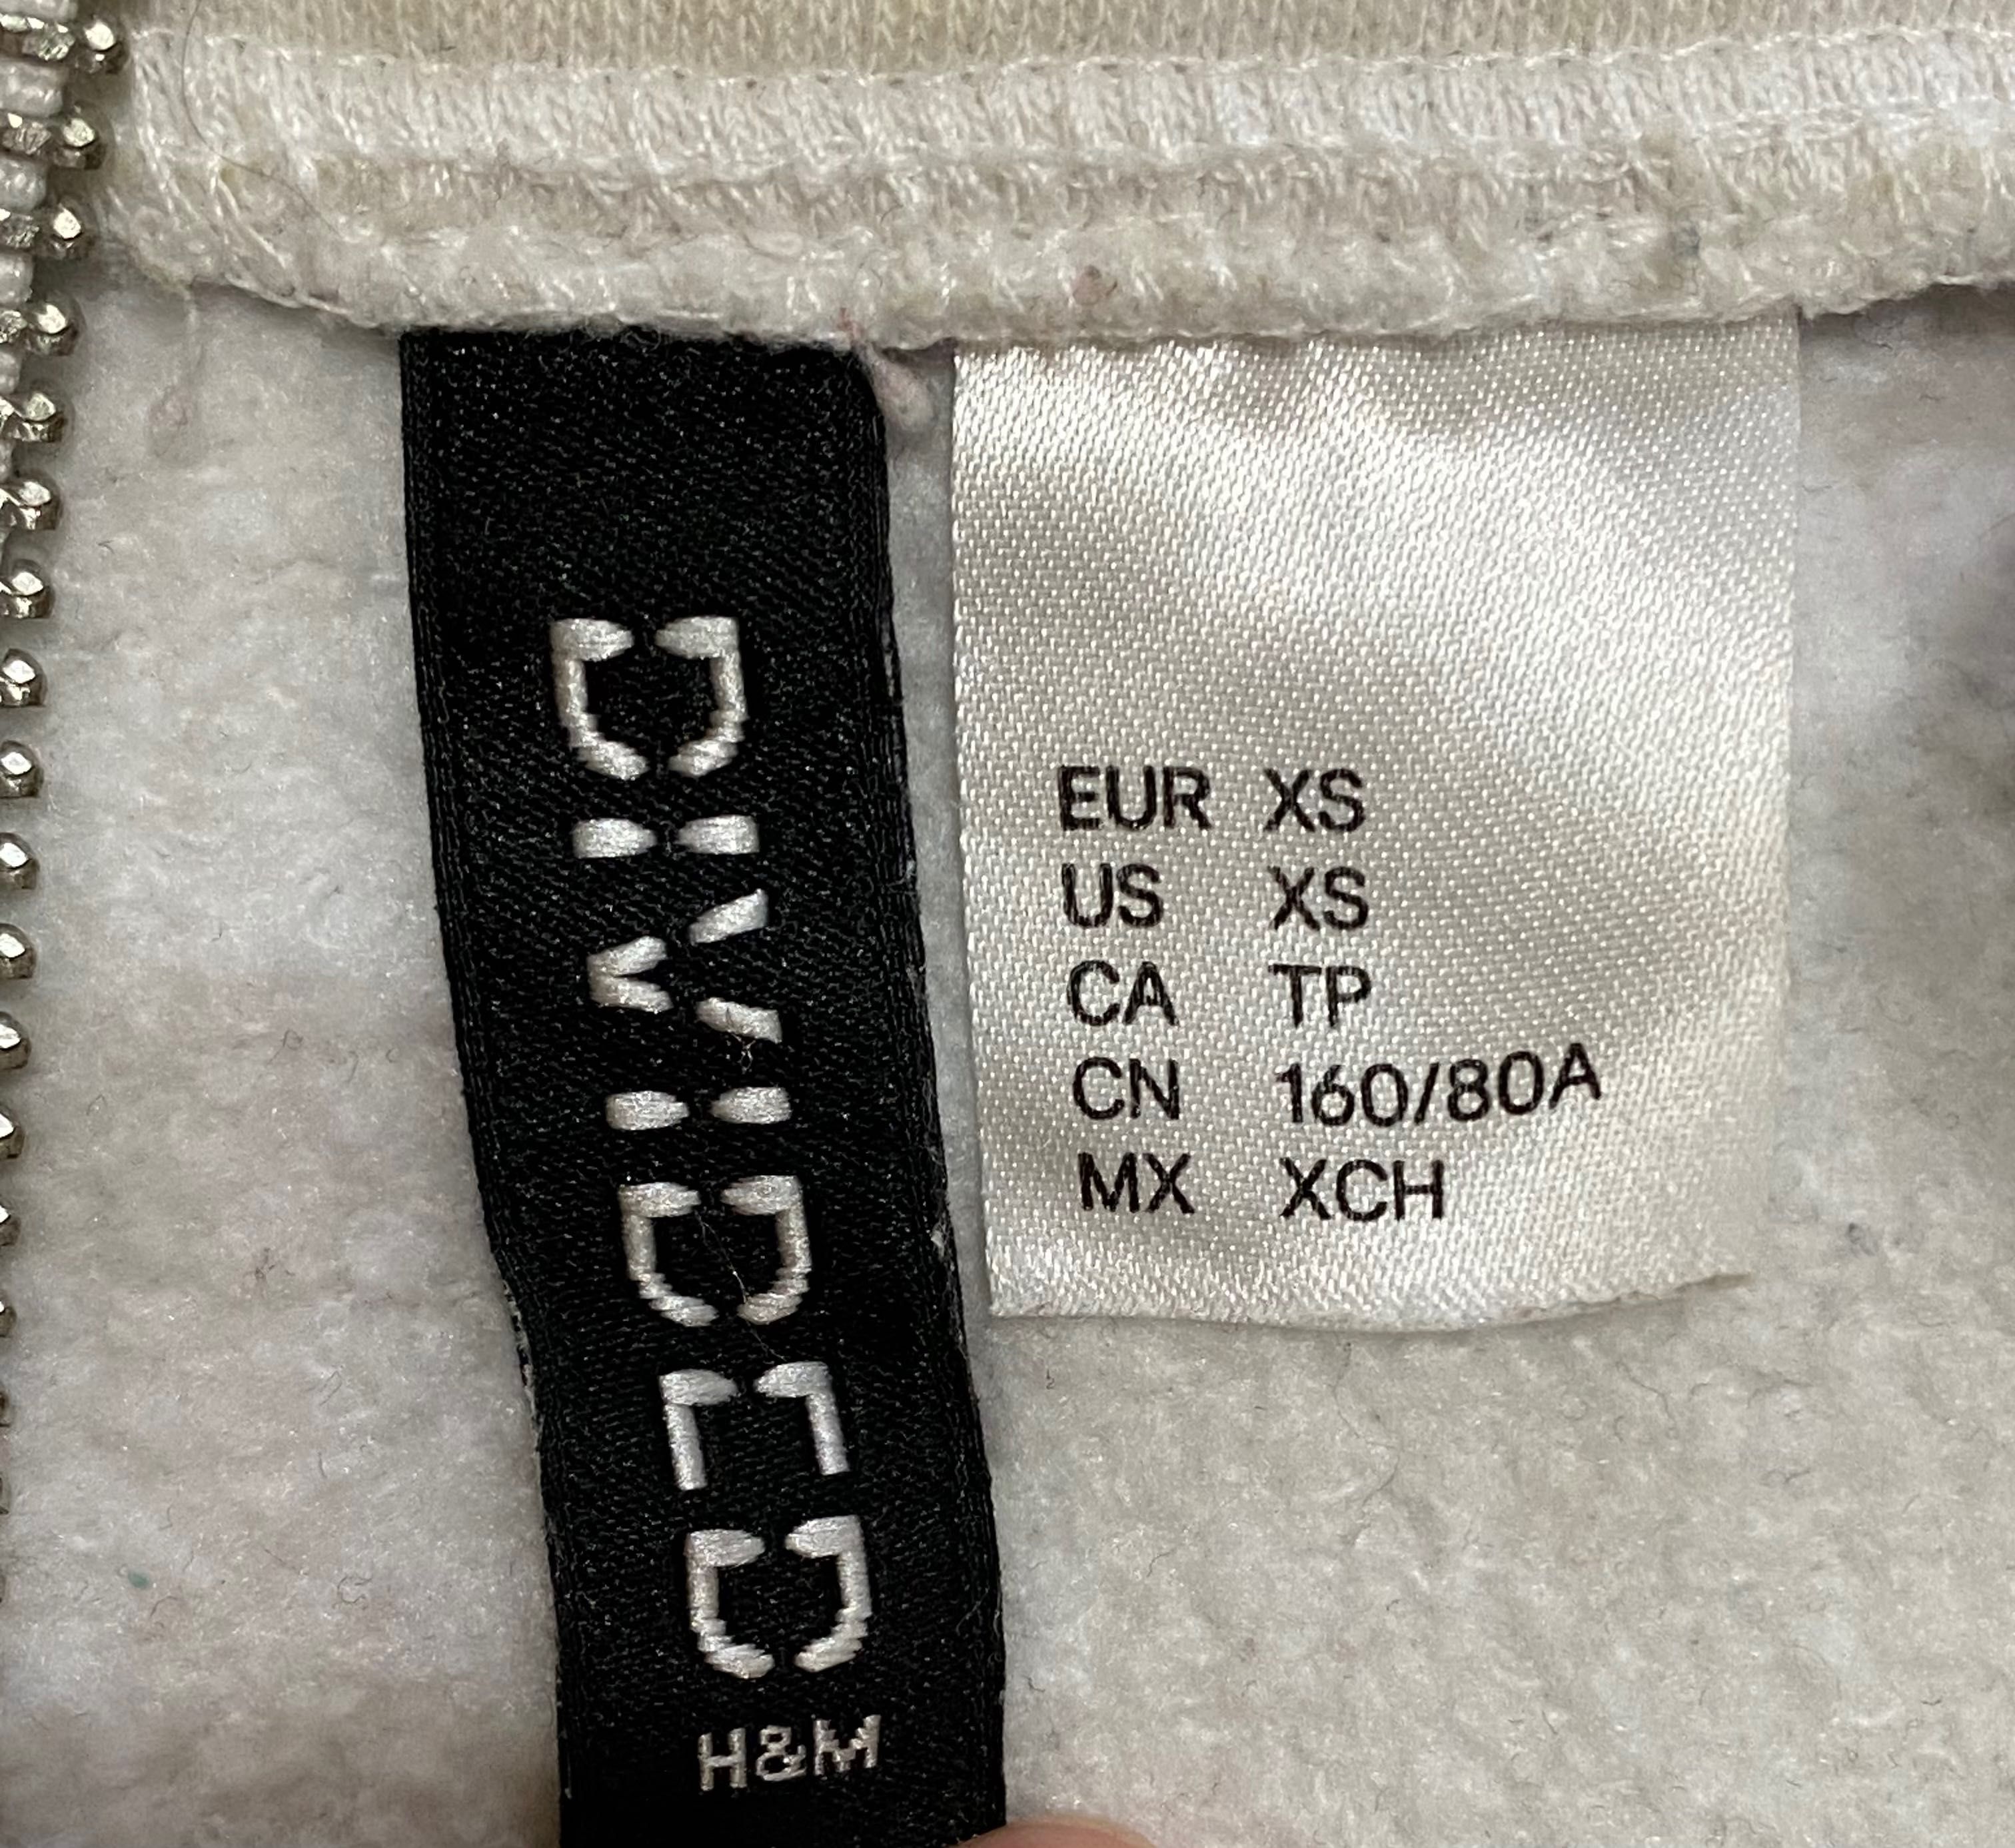 DIVIDED
H&M
EUR XS
US XS
CA TP
CN 160/80A
MX XCH